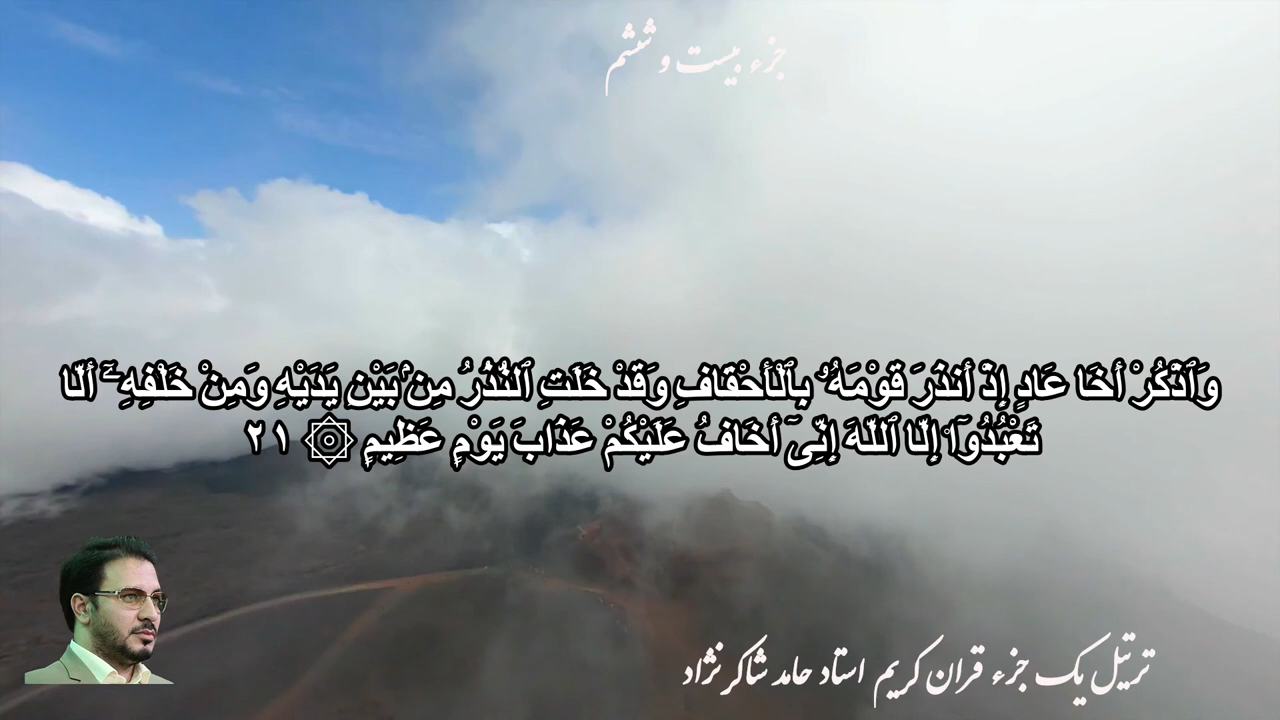 جزء بیست و ششم
وَٱذۡكُرۡ أَخَا عَادٍ إِذۡ أَنذَرَ قَوۡمَهُۥ بِٱلۡأَحۡقَافِ وَقَدۡ خَلَتِ ٱلنُّذُرُ مِنۢ بَيۡنِ يَدَيۡهِ وَمِنۡ خَلۡفِهِۦٓ أَلَّا
تَعۡبُدُوٓاْ إِلَّا ٱللَّهَ إِنِّيٓ أَخَافُ عَلَيۡكُمۡ عَذَابَ يَوۡمٍ عَظِيمٖ ۞ ٢١
ترتیل یک جزء قران کریم استاد حامد شاکرنژاد